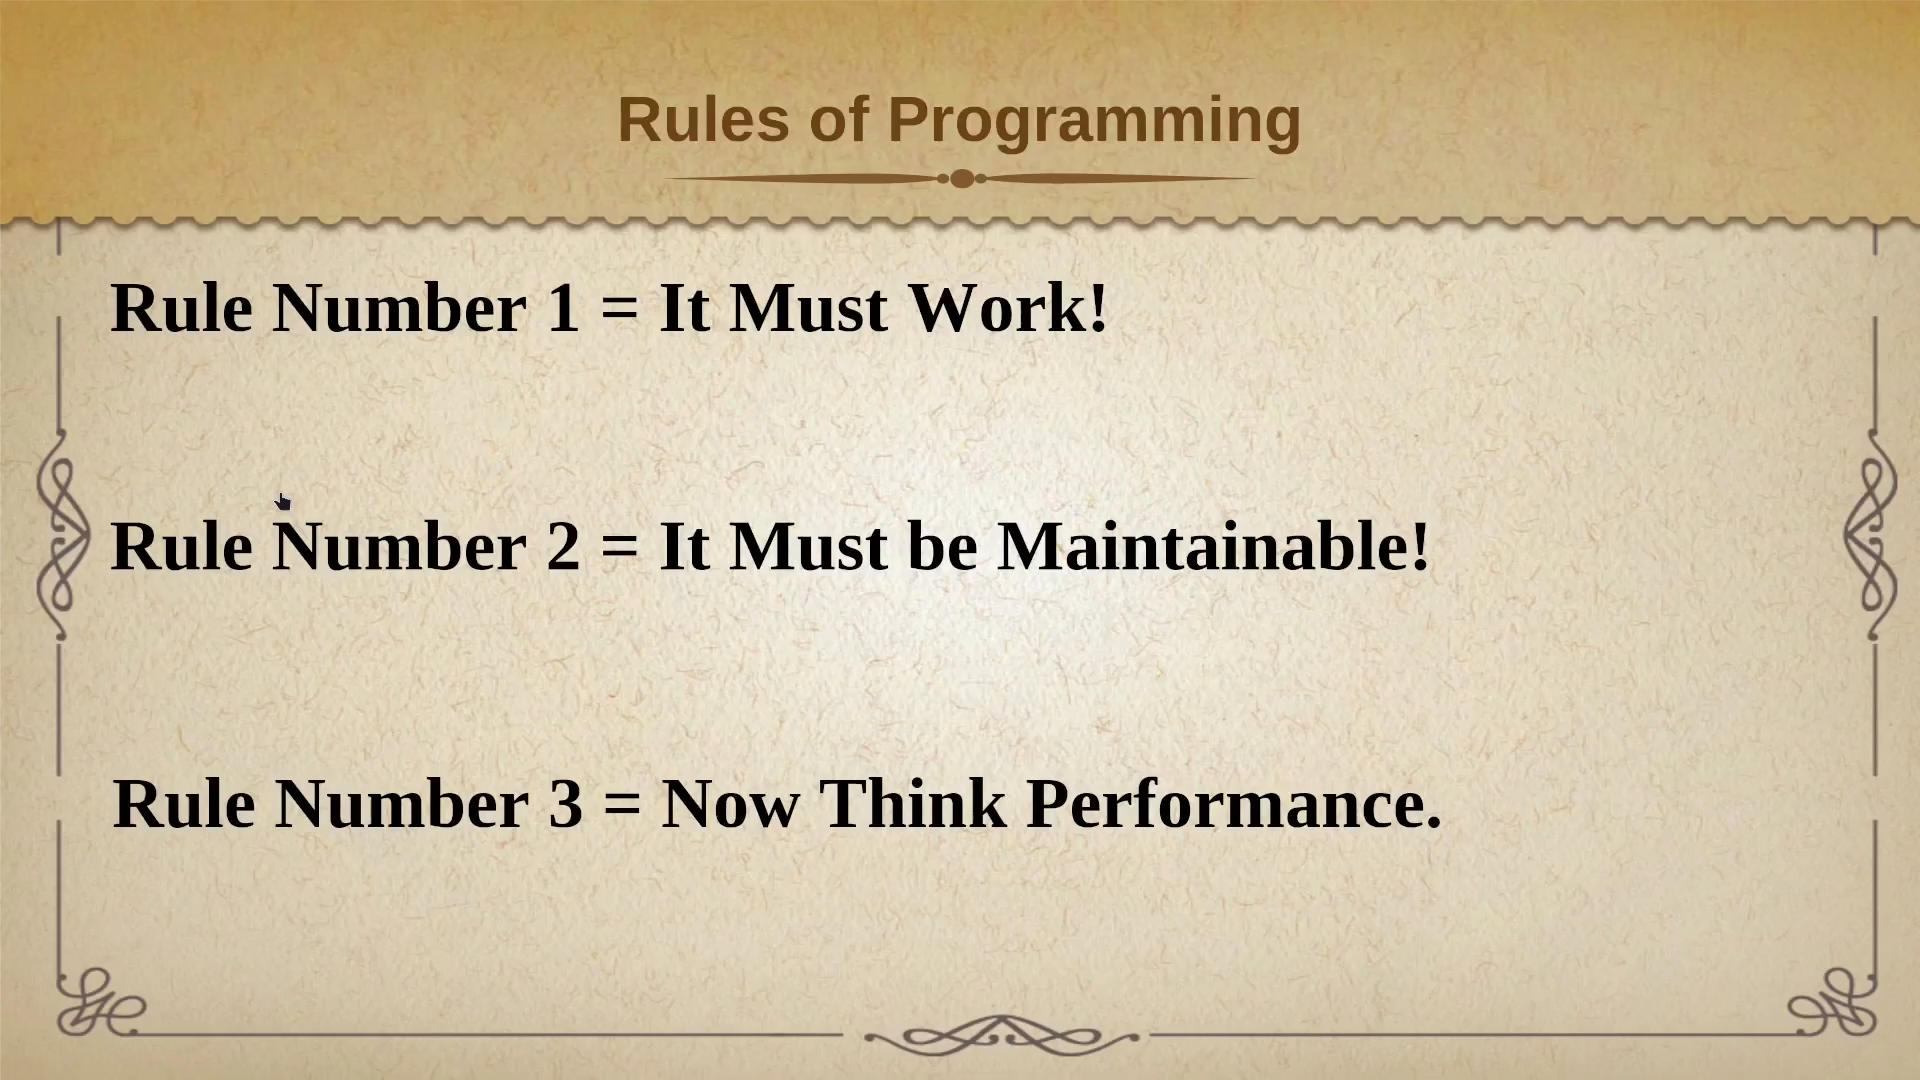 Rules of Programming
Rule Number 1 = It Must Work!
Rule Number 2 = It Must be Maintainable!
Rule Number 3 = Now Think Performance.